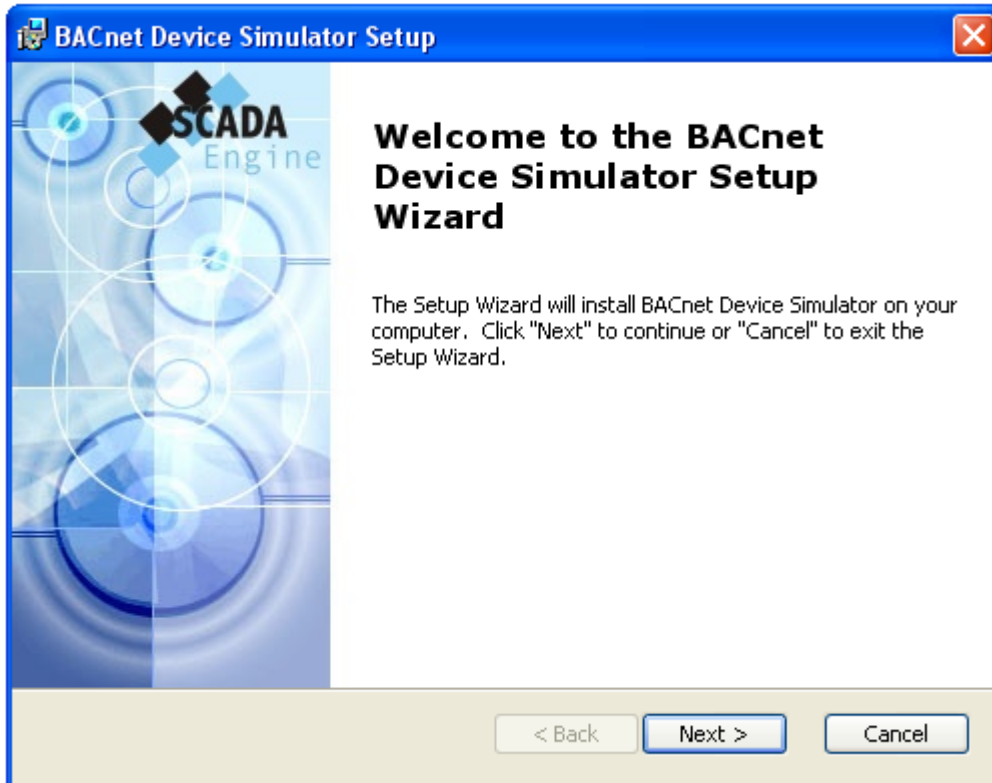 BACnet Device Simulator Setup
SCADA
Engine
Welcome to the BACnet
Device Simulator Setup
Wizard
The Setup Wizard will install BACnet Device Simulator on your
computer.  Click "Next" to continue or "Cancel" to exit the
Setup Wizard.
< Back
Next >
Cancel